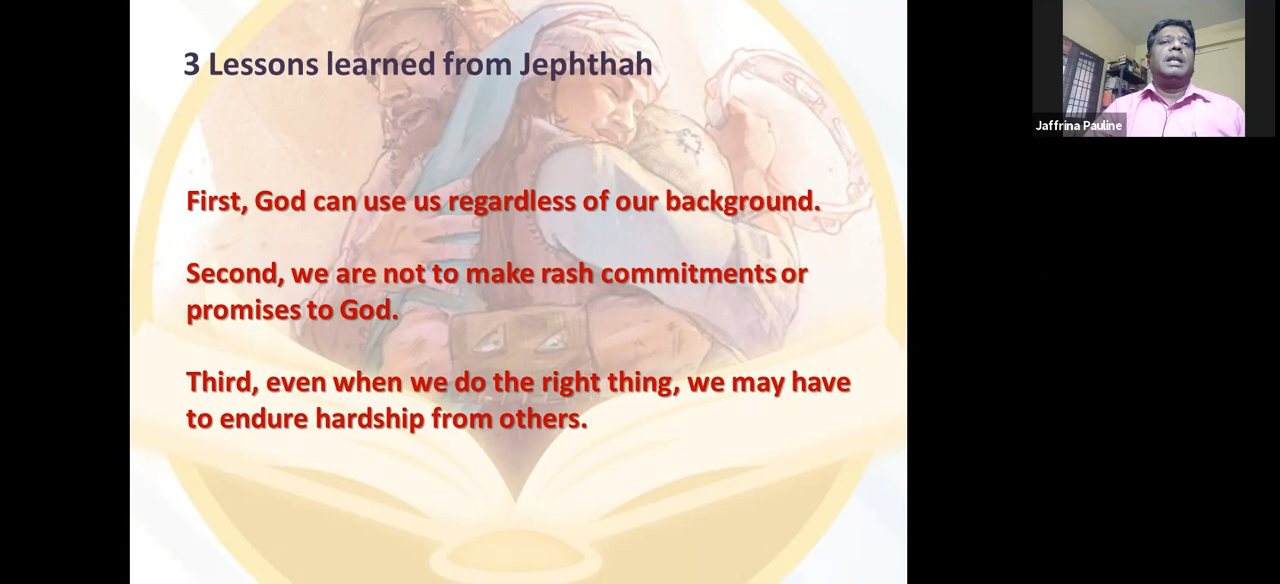 3 Lessons learned from Jephthah
Jaffrina Pauline
First, God can use us regardless of our background.
Second, we are not to make rash commitments or
promises to God.
Third, even when we do the right thing, we may have
to endure hardship from others.